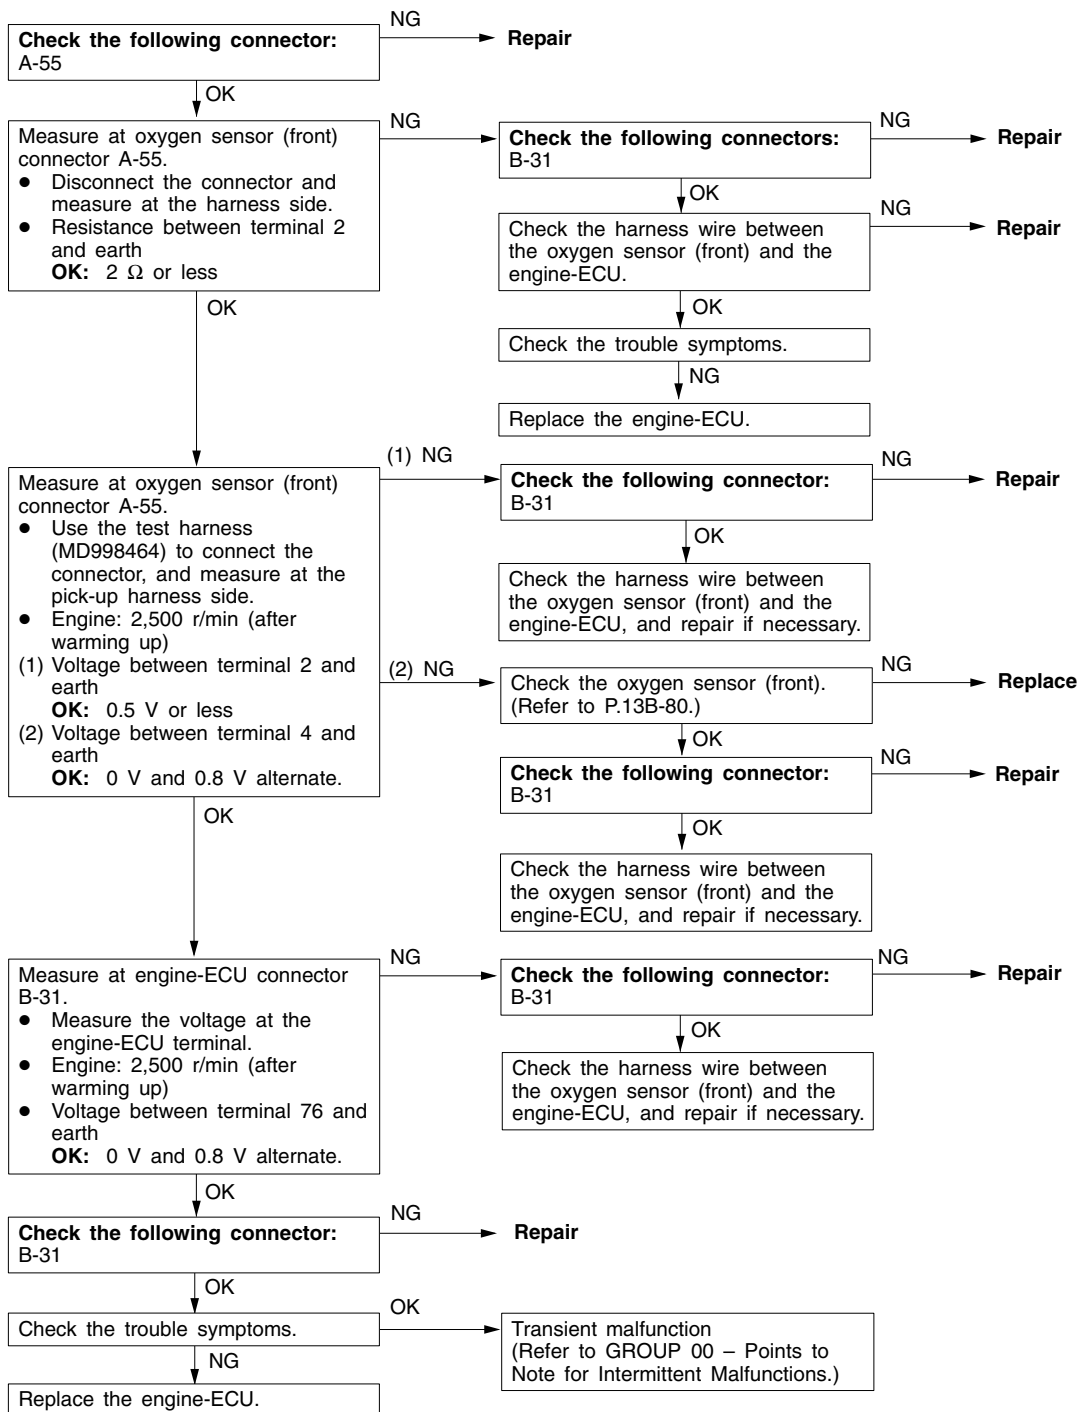 NG
Check the following connector:
A-55
Repair
OK
Measure at oxygen sensor (front)
connector A-55.
● Disconnect the connector and
measure at the harness side.
● Resistance between terminal 2
and earth
OK: 2 Ω or less
NG
Check the following connectors:
B-31
NG
Repair
OK
Check the harness wire between
the oxygen sensor (front) and the
engine-ECU.
NG
Repair
OK
Check the trouble symptoms.
NG
Replace the engine-ECU.
OK
Measure at oxygen sensor (front)
connector A-55.
● Use the test harness
(MD998464) to connect the
connector, and measure at the
pick-up harness side.
● Engine: 2,500 r/min (after
warming up)
(1) Voltage between terminal 2 and
earth
OK: 0.5 V or less
(2) Voltage between terminal 4 and
earth
OK: 0 V and 0.8 V alternate.
(1) NG
Check the following connector:
B-31
NG
Repair
OK
Check the harness wire between
the oxygen sensor (front) and the
engine-ECU, and repair if necessary.
(2) NG
Check the oxygen sensor (front).
(Refer to P.13B-80.)
NG
Replace
OK
Check the following connector:
B-31
NG
Repair
OK
Check the harness wire between
the oxygen sensor (front) and the
engine-ECU, and repair if necessary.
OK
Measure at engine-ECU connector
B-31.
● Measure the voltage at the
engine-ECU terminal.
● Engine: 2,500 r/min (after
warming up)
● Voltage between terminal 76 and
earth
OK: 0 V and 0.8 V alternate.
NG
Check the following connector:
B-31
NG
Repair
OK
Check the harness wire between
the oxygen sensor (front) and the
engine-ECU, and repair if necessary.
OK
Check the following connector:
B-31
NG
Repair
OK
Check the trouble symptoms.
OK
Transient malfunction
(Refer to GROUP 00 – Points to
Note for Intermittent Malfunctions.)
NG
Replace the engine-ECU.